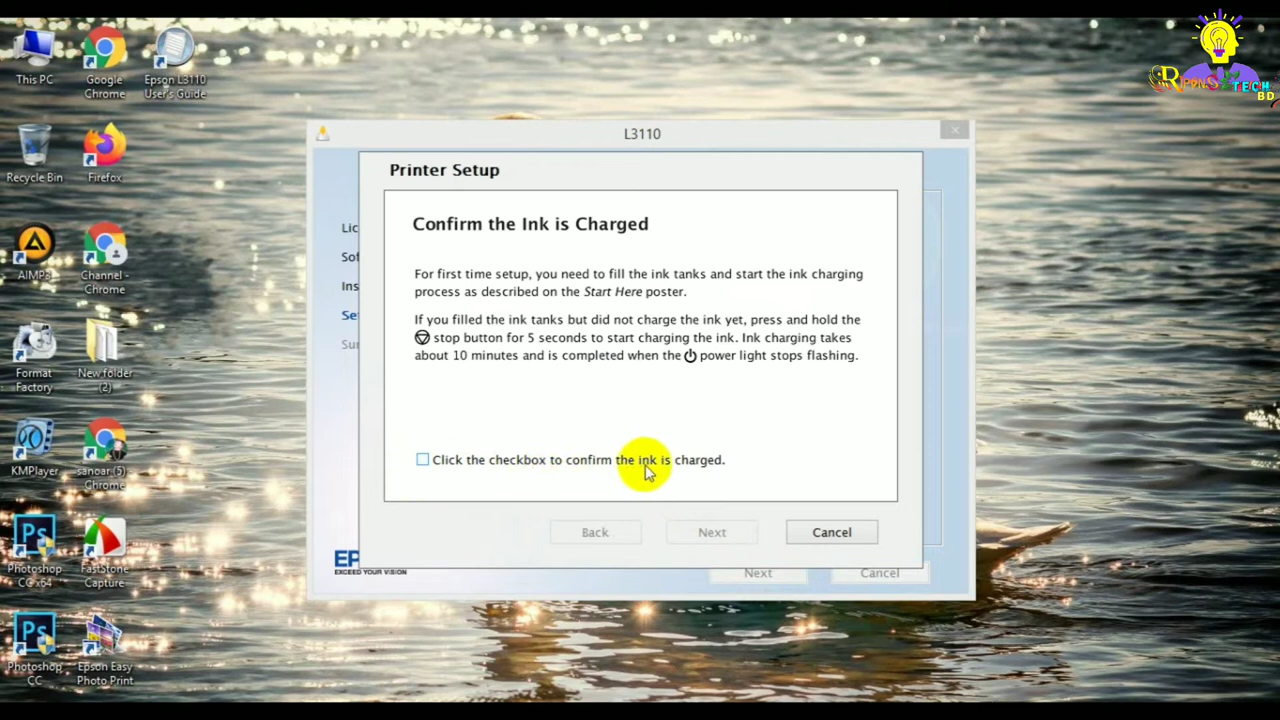 This PC
Google
Chrome
Epson L3110
User's Guide
RIPON'S TECH
BD
Recycle Bin
Firefox
AIMP3
Channel -
Chrome
Format
Factory
New folder
(2)
KMPlayer
sanoar (5) -
Chrome
Photoshop
CC x64
FastStone
Capture
Photoshop
CC
Epson Easy
Photo Print
L3110
Printer Setup
Confirm the Ink is Charged
For first time setup, you need to fill the ink tanks and start the ink charging
process as described on the Start Here poster.
If you filled the ink tanks but did not charge the ink yet, press and hold the
stop button for 5 seconds to start charging the ink. Ink charging takes
about 10 minutes and is completed when the power light stops flashing.
Click the checkbox to confirm the ink is charged.
Back
Next
Cancel
Lic
Sof
Ins
Se
Su
EP
EXCEED YOUR VISION
Next
Cancel